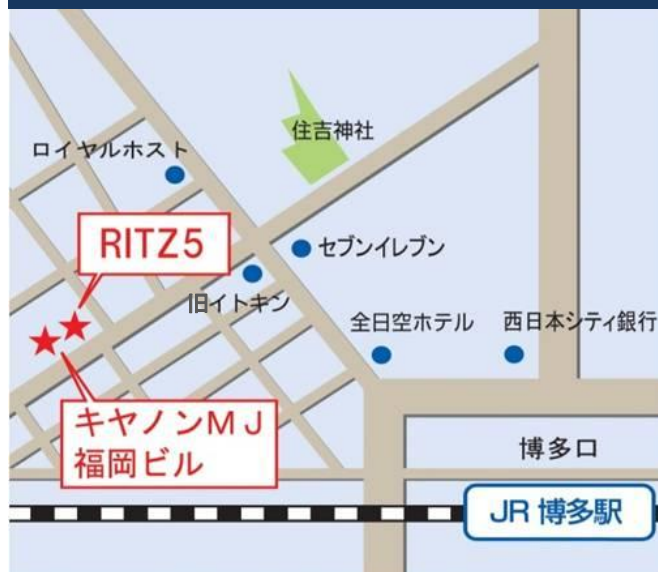 住吉神社
ロイヤルホスト
RITZ5
セブンイレブン
旧イトキン
全日空ホテル
西日本シティ銀行
キヤノンＭＪ
福岡ビル
博多口
JR 博多駅